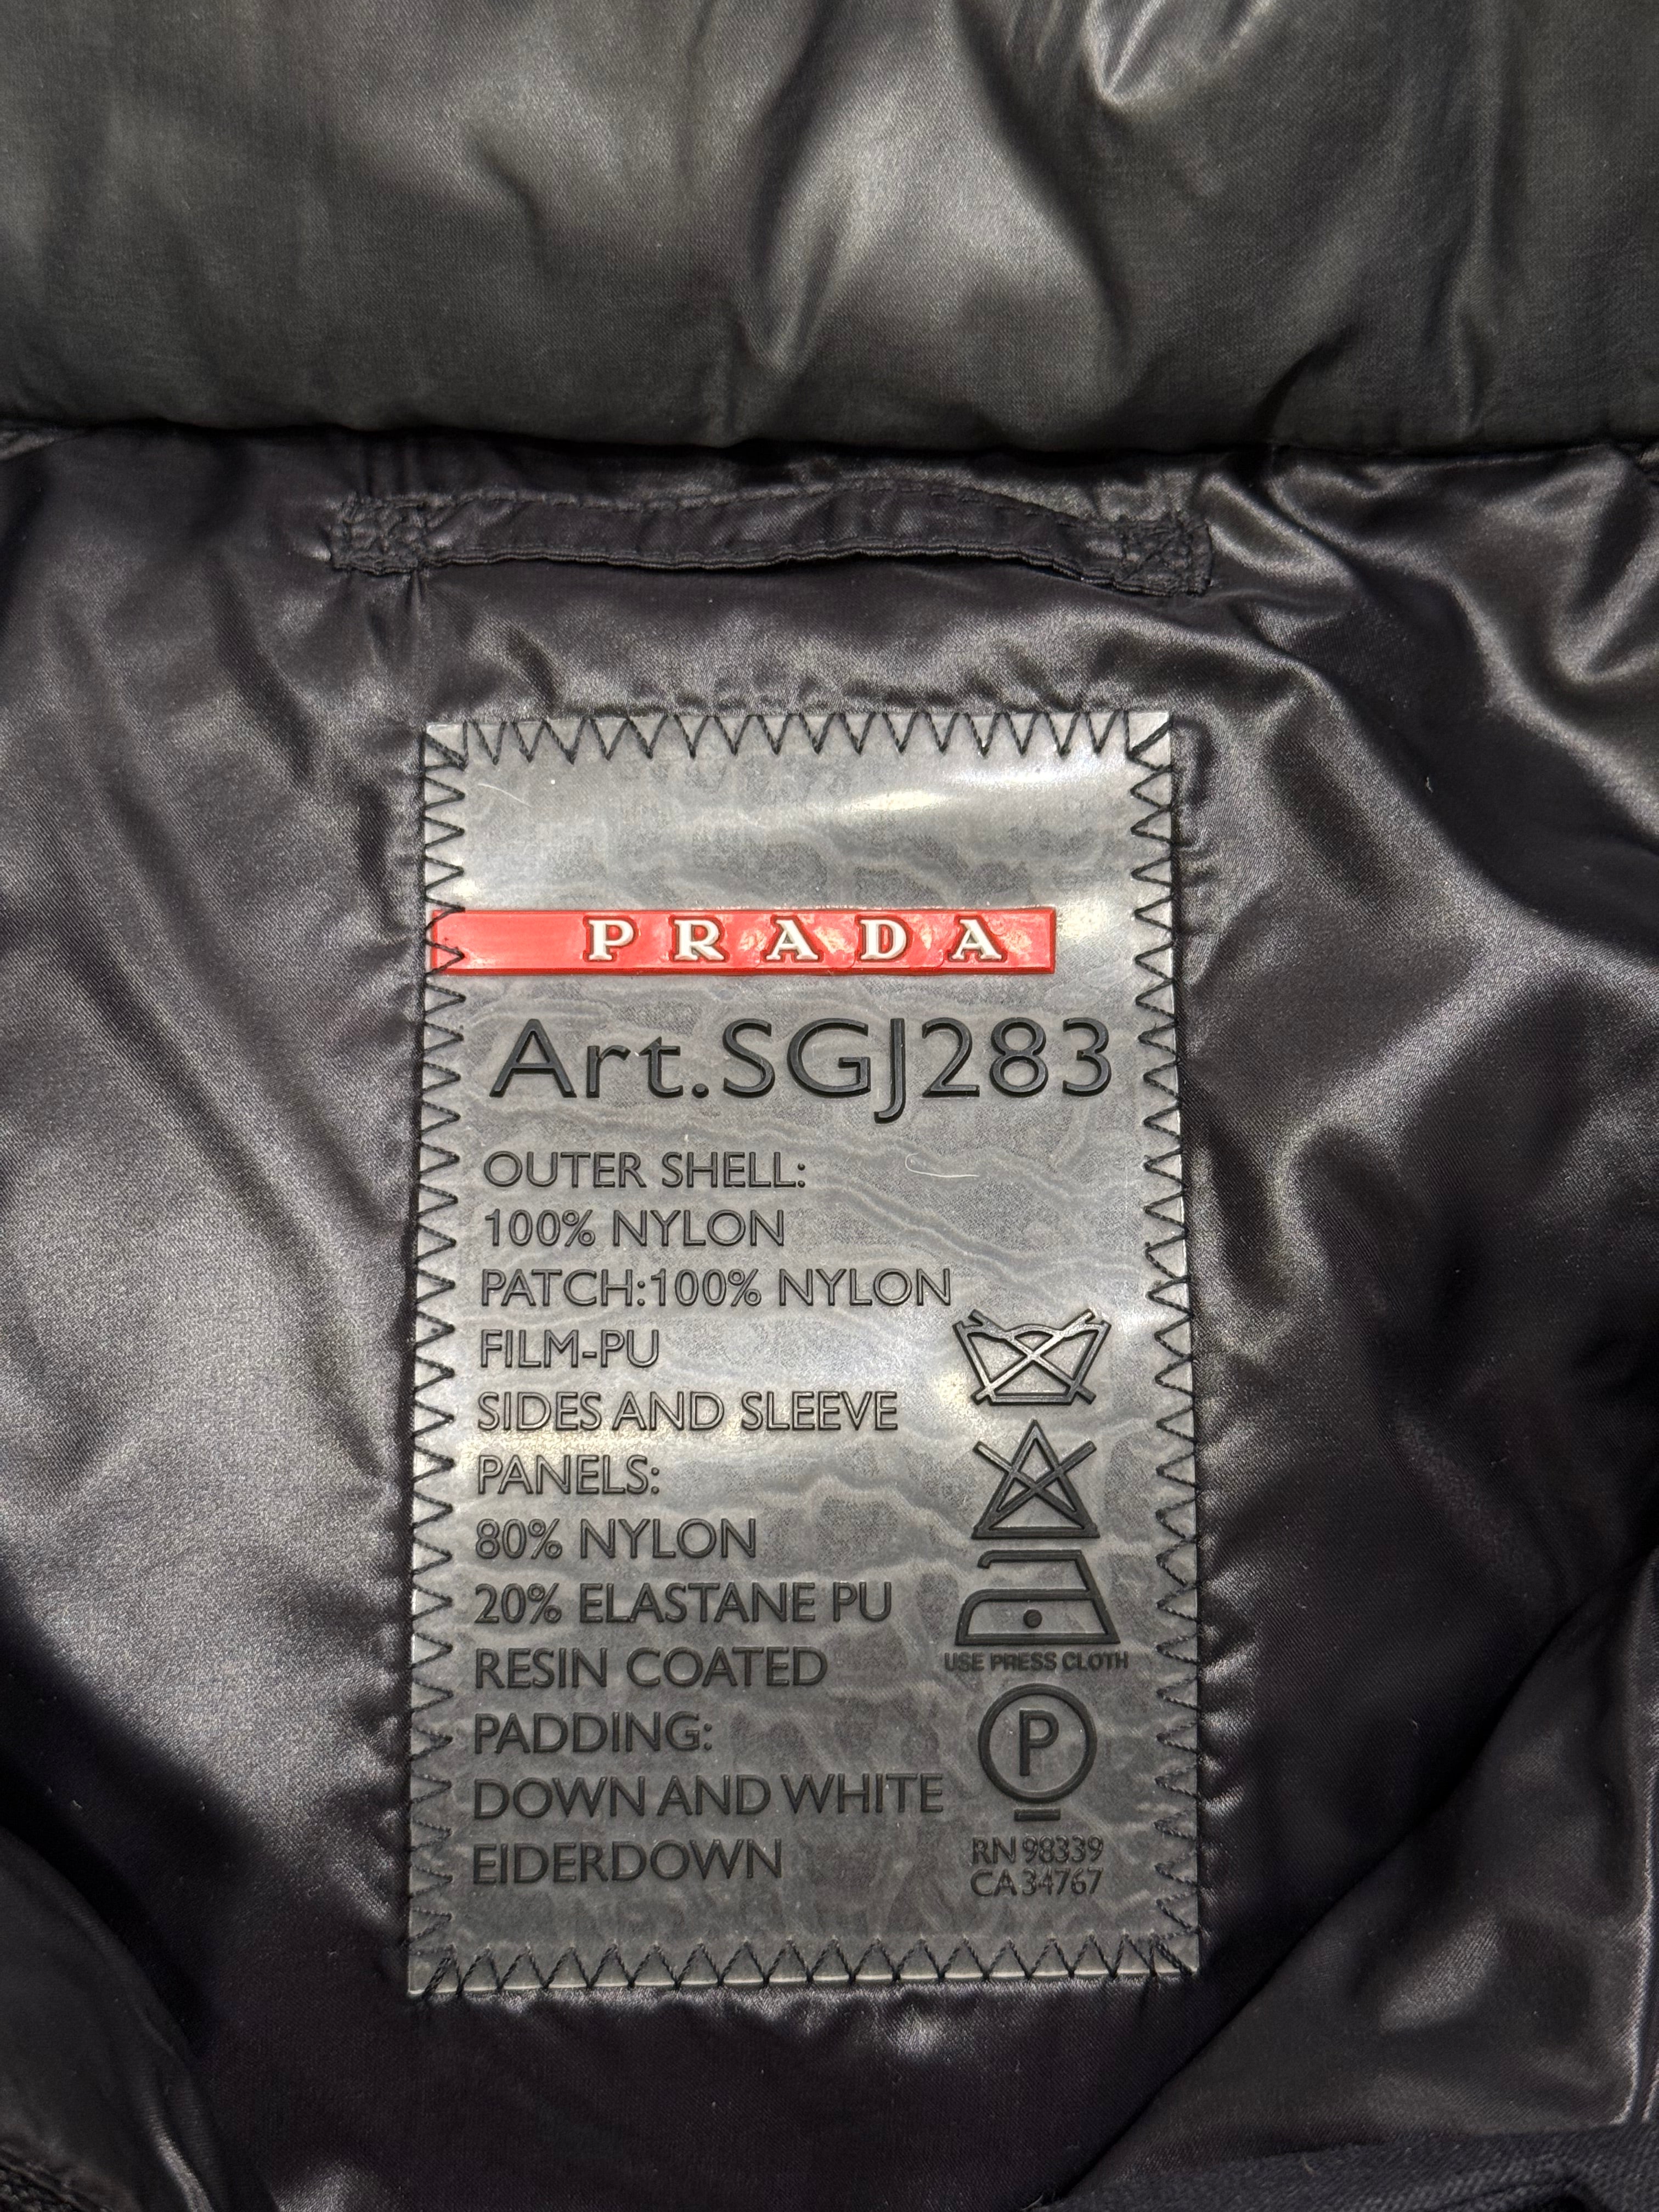 PRADA
Art.SGJ283
OUTER SHELL:
100% NYLON
PATCH:100% NYLON
FILM-PU
SIDES AND SLEEVE
PANELS:
80% NYLON
20% ELASTANE PU
RESIN COATED
PADDING:
DOWN AND WHITE
EIDERDOWN
USE PRESS CLOTH
P
RN 98339
CA 34767